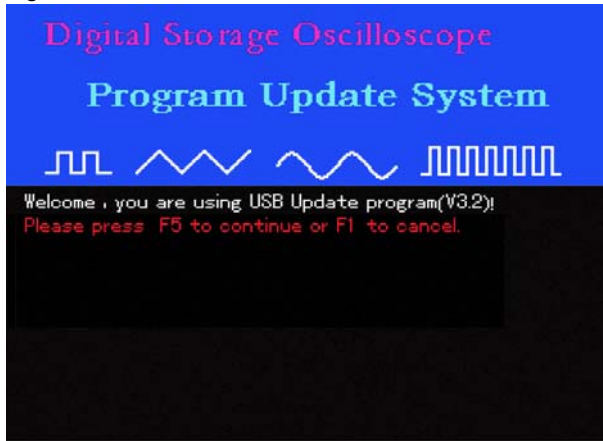 Digital Storage Oscilloscope
Program Update System
Welcome , you are using USB Update program(V3.2)!
Please press F5 to continue or F1 to cancel.